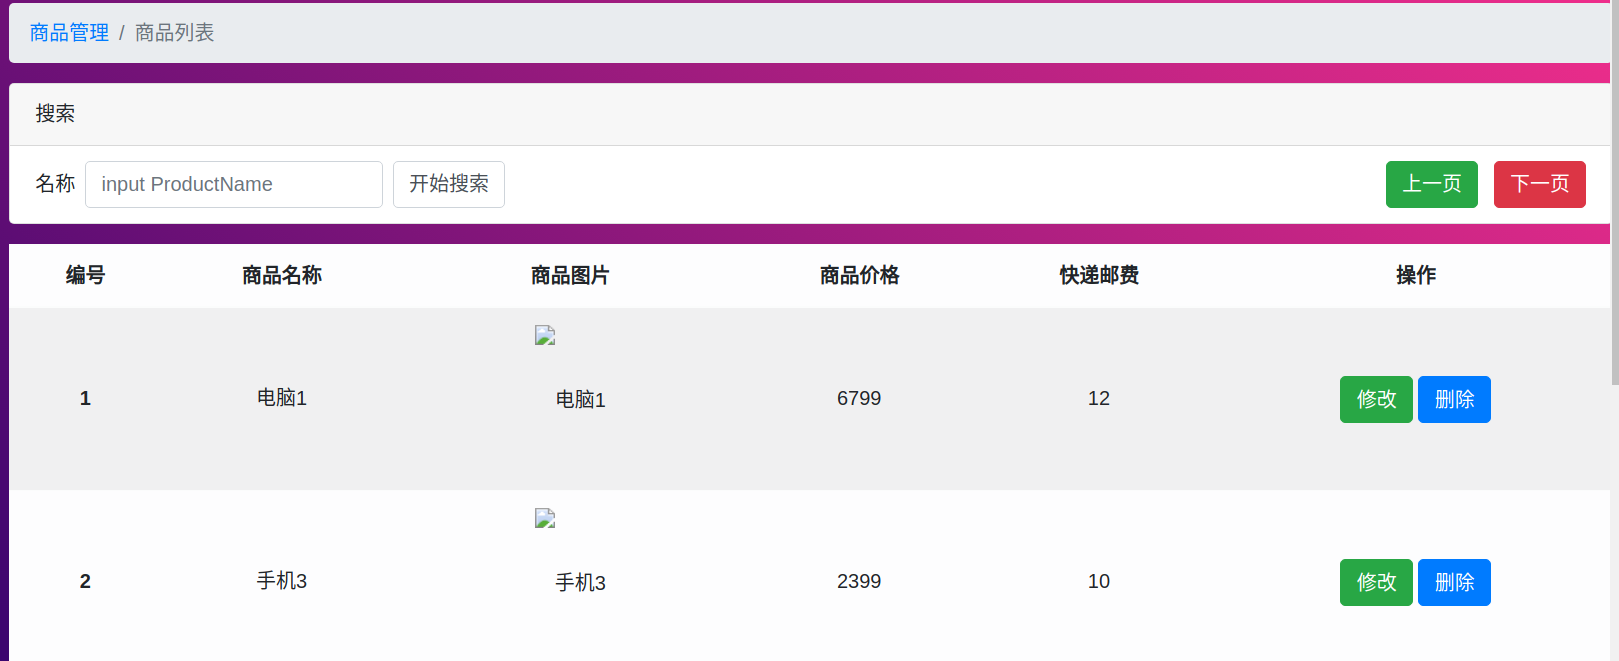 商品管理 / 商品列表
搜索
名称 input ProductName 开始搜索 上一页 下一页
编号 商品名称 商品图片 商品价格 快递邮费 操作
1 电脑1 电脑1 6799 12 修改 删除
2 手机3 手机3 2399 10 修改 删除